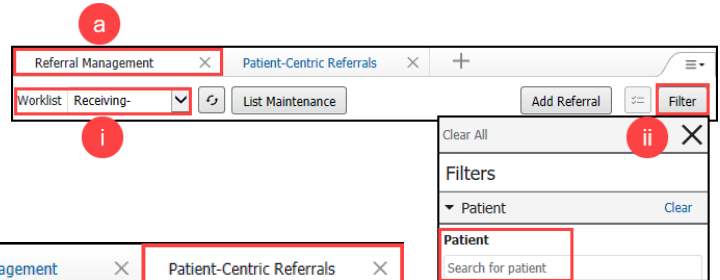 a
Referral Management × Patient-Centric Referrals × +
Worklist Receiving- List Maintenance Add Referral Filter
i
ii
Clear All
Filters
Patient Clear
Patient
Search for patient
agement × Patient-Centric Referrals ×